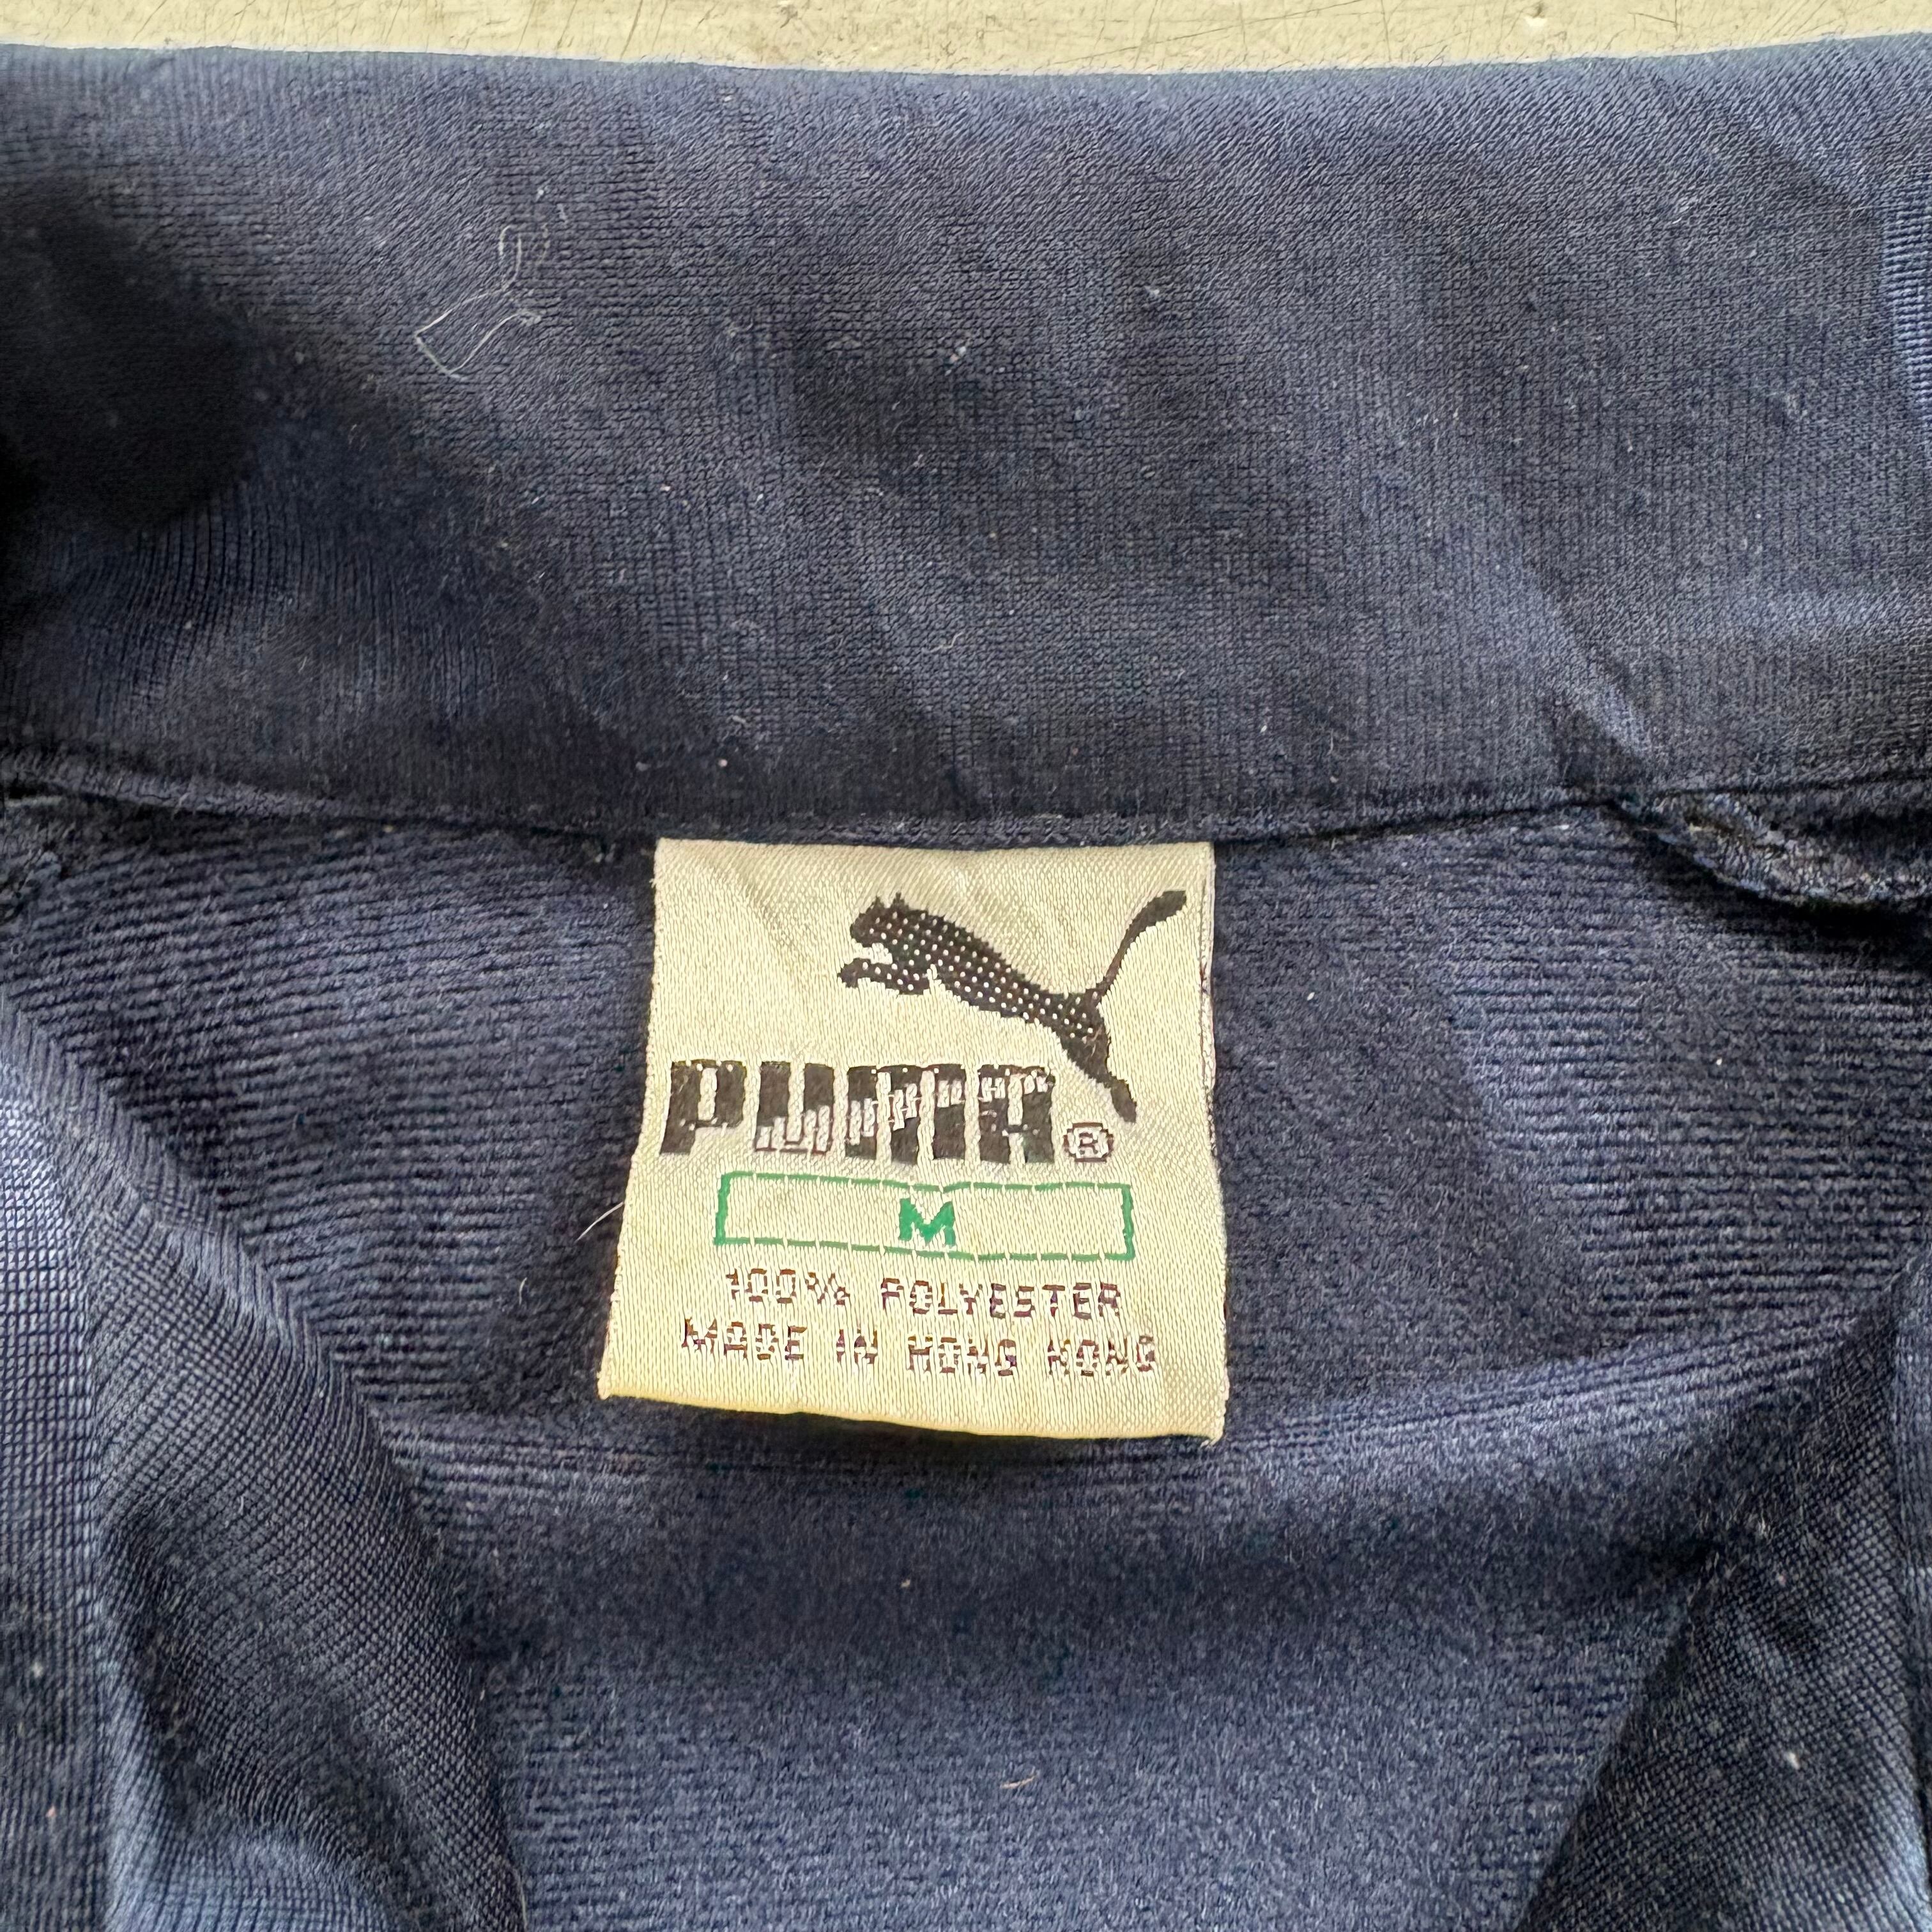 PUMA®
M
100% POLYESTER
MADE IN HONG KONG